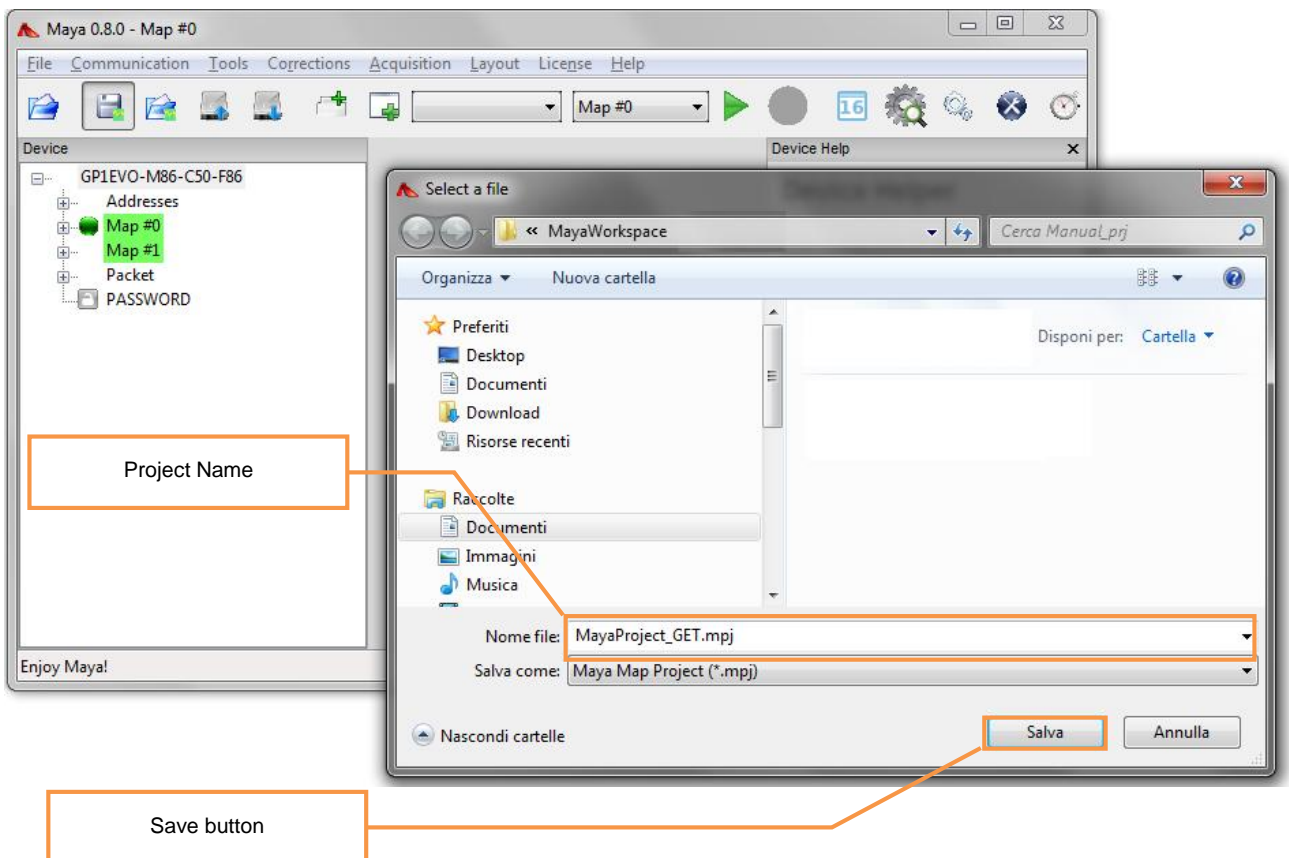 Maya 0.8.0 - Map #0
File Communication Tools Corrections Acquisition Layout License Help
Map #0
16
Device
Device Help
GP1EVO-M86-C50-F86
Addresses
Map #0
Map #1
Packet
PASSWORD
Enjoy Maya!
Select a file
Device Helper
« MayaWorkspace
Cerca Manual_prj
Organizza
Nuova cartella
Preferiti
Desktop
Documenti
Download
Risorse recenti
Raccolte
Documenti
Immagini
Musica
Disponi per: Cartella
Nome file: MayaProject_GET.mpj
Salva come: Maya Map Project (*.mpj)
Nascondi cartelle
Salva
Annulla
Project Name
Save button